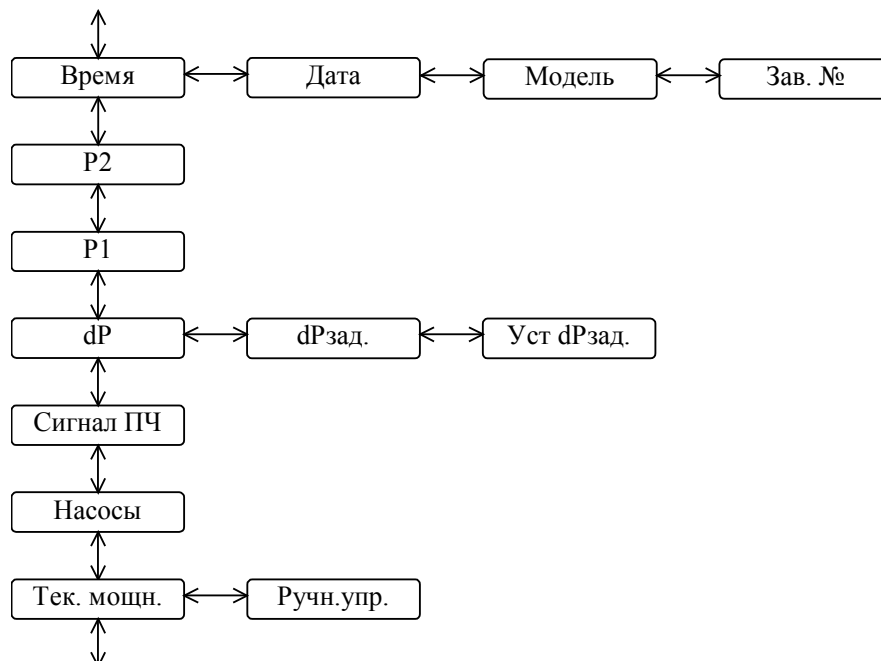 Время
Дата
Модель
Зав. №
P2
P1
dP
dPзад.
Уст dPзад.
Сигнал ПЧ
Насосы
Тек. мощн.
Ручн.упр.